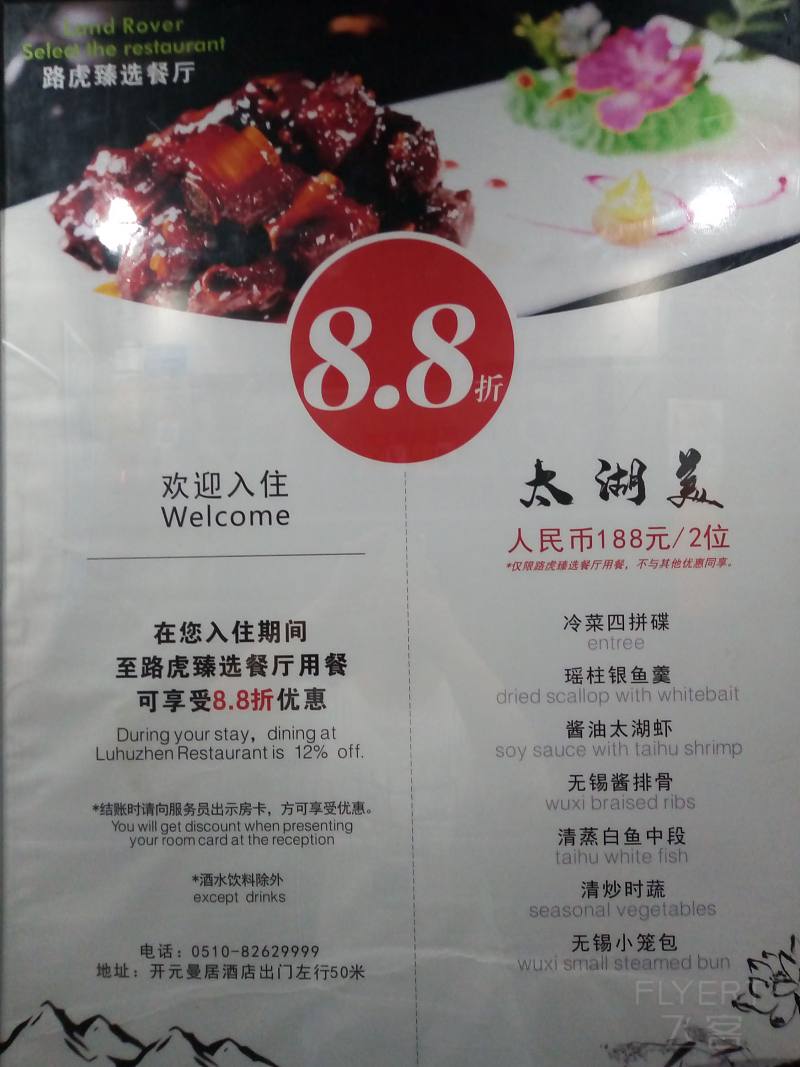 Land Rover
Select the restaurant
路虎臻选餐厅
8.8折
欢迎入住
Welcome
在您入住期间
至路虎臻选餐厅用餐
可享受8.8折优惠
During your stay, dining at
Luhuzhen Restaurant is 12% off.
*结账时请向服务员出示房卡，方可享受优惠。
You will get discount when presenting
your room card at the reception
*酒水饮料除外
except drinks
电话：0510-82629999
地址：开元曼居酒店出门左行50米
太湖美
人民币188元/2位
*仅限路虎臻选餐厅用餐，不与其他优惠同享。
冷菜四拼碟
entree
瑶柱银鱼羹
dried scallop with whitebait
酱油太湖虾
soy sauce with taihu shrimp
无锡酱排骨
wuxi braised ribs
清蒸白鱼中段
taihu white fish
清炒时蔬
seasonal vegetables
无锡小笼包
wuxi small steamed bun
FLYERT
飞客